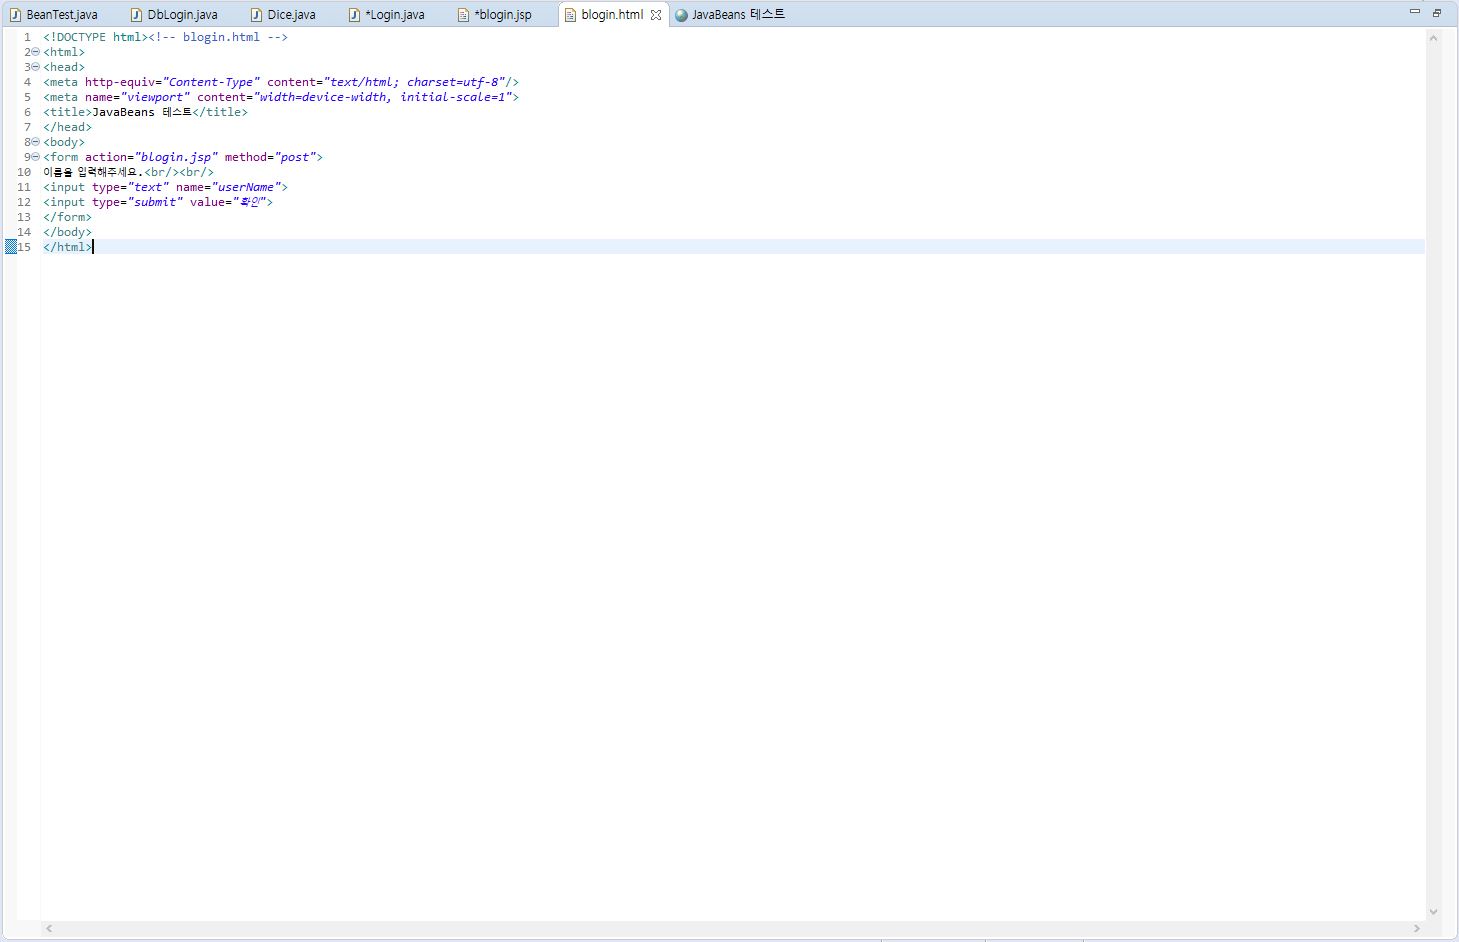 BeanTest.java DbLogin.java Dice.java *Login.java *blogin.jsp blogin.html JavaBeans 테스트
1 <!DOCTYPE html><!-- blogin.html -->
2 <html>
3 <head>
4 <meta http-equiv="Content-Type" content="text/html; charset=utf-8"/>
5 <meta name="viewport" content="width=device-width, initial-scale=1">
6 <title>JavaBeans 테스트</title>
7 </head>
8 <body>
9 <form action="blogin.jsp" method="post">
10 이름을 입력해주세요.<br/><br/>
11 <input type="text" name="userName">
12 <input type="submit" value="확인">
13 </form>
14 </body>
15 </html>